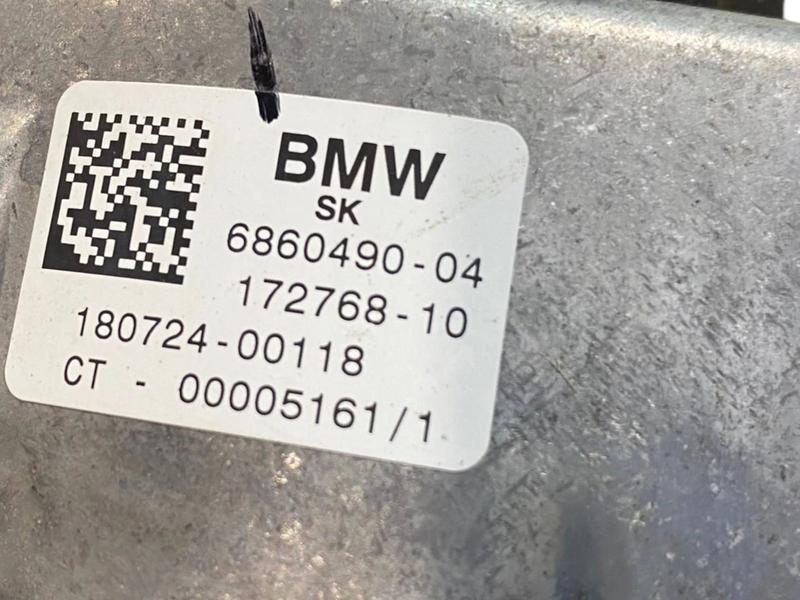 BMW
SK
6860490-04
172768-10
180724-00118
CT - 00005161/1